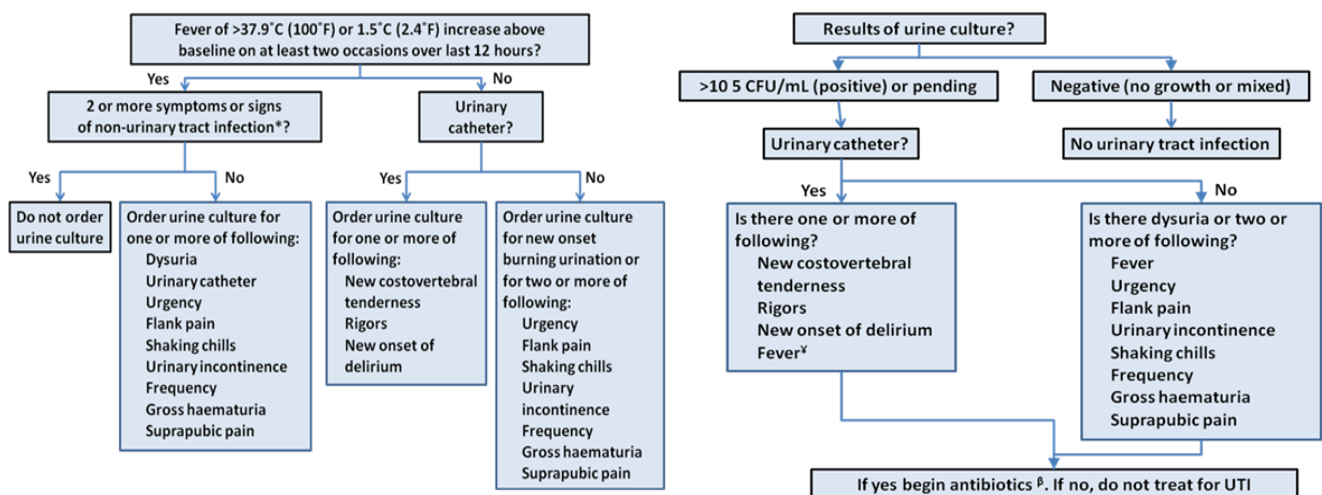 Fever of >37.9˚C (100˚F) or 1.5˚C (2.4˚F) increase above
baseline on at least two occasions over last 12 hours?
Yes
No
2 or more symptoms or signs
of non-urinary tract infection*?
Urinary
catheter?
Yes
No
Yes
No
Do not order
urine culture
Order urine culture for
one or more of following:
Dysuria
Urinary catheter
Urgency
Flank pain
Shaking chills
Urinary incontinence
Frequency
Gross haematuria
Suprapubic pain
Order urine culture
for one or more of
following:
New costovertebral
tenderness
Rigors
New onset of
delirium
Order urine culture
for new onset
burning urination or
for two or more of
following:
Urgency
Flank pain
Shaking chills
Urinary
incontinence
Frequency
Gross haematuria
Suprapubic pain
Results of urine culture?
>10 5 CFU/mL (positive) or pending
Negative (no growth or mixed)
Urinary catheter?
No urinary tract infection
Yes
No
Is there one or more of
following?
New costovertebral
tenderness
Rigors
New onset of delirium
Fever¥
Is there dysuria or two or
more of following?
Fever
Urgency
Flank pain
Urinary incontinence
Shaking chills
Frequency
Gross haematuria
Suprapubic pain
If yes begin antibiotics β. If no, do not treat for UTI